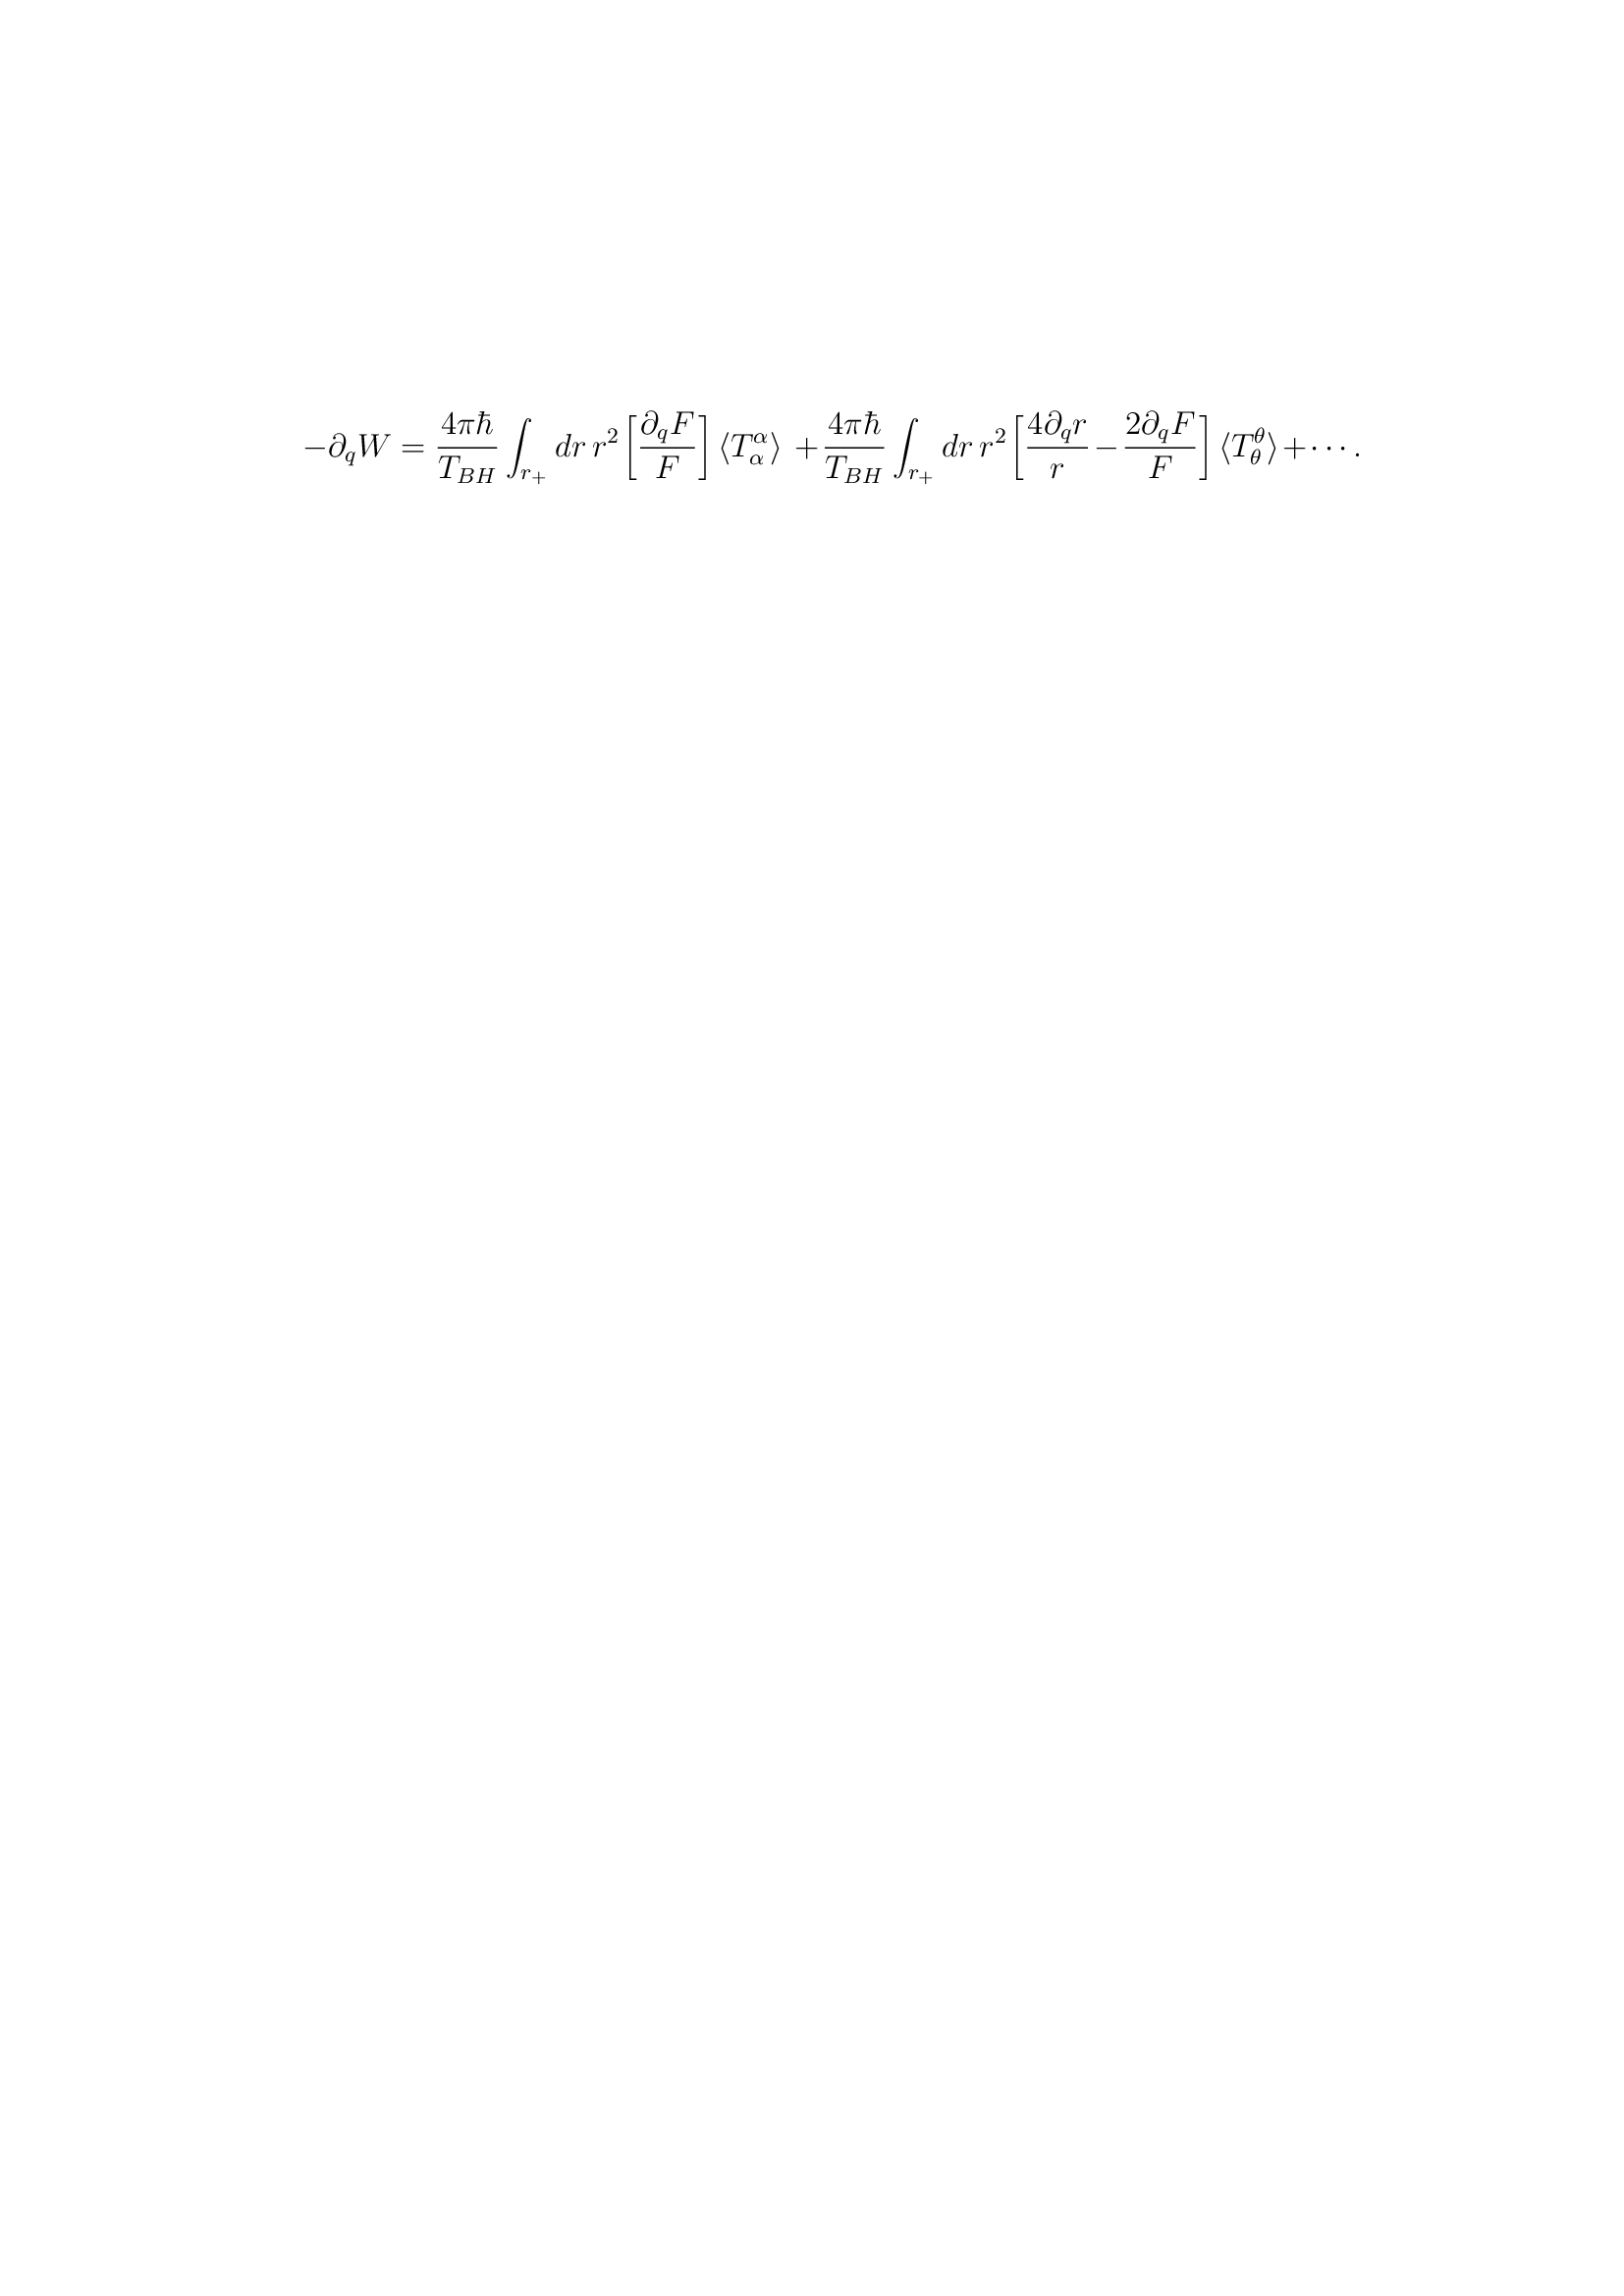 $-\partial_q W = \frac{4\pi\hbar}{T_{BH}} \int_{r_+} dr\, r^2 \left[ \frac{\partial_q F}{F} \right] \langle T^\alpha_\alpha \rangle + \frac{4\pi\hbar}{T_{BH}} \int_{r_+} dr\, r^2 \left[ \frac{4\partial_q r}{r} - \frac{2\partial_q F}{F} \right] \langle T^\theta_\theta \rangle + \cdots .$